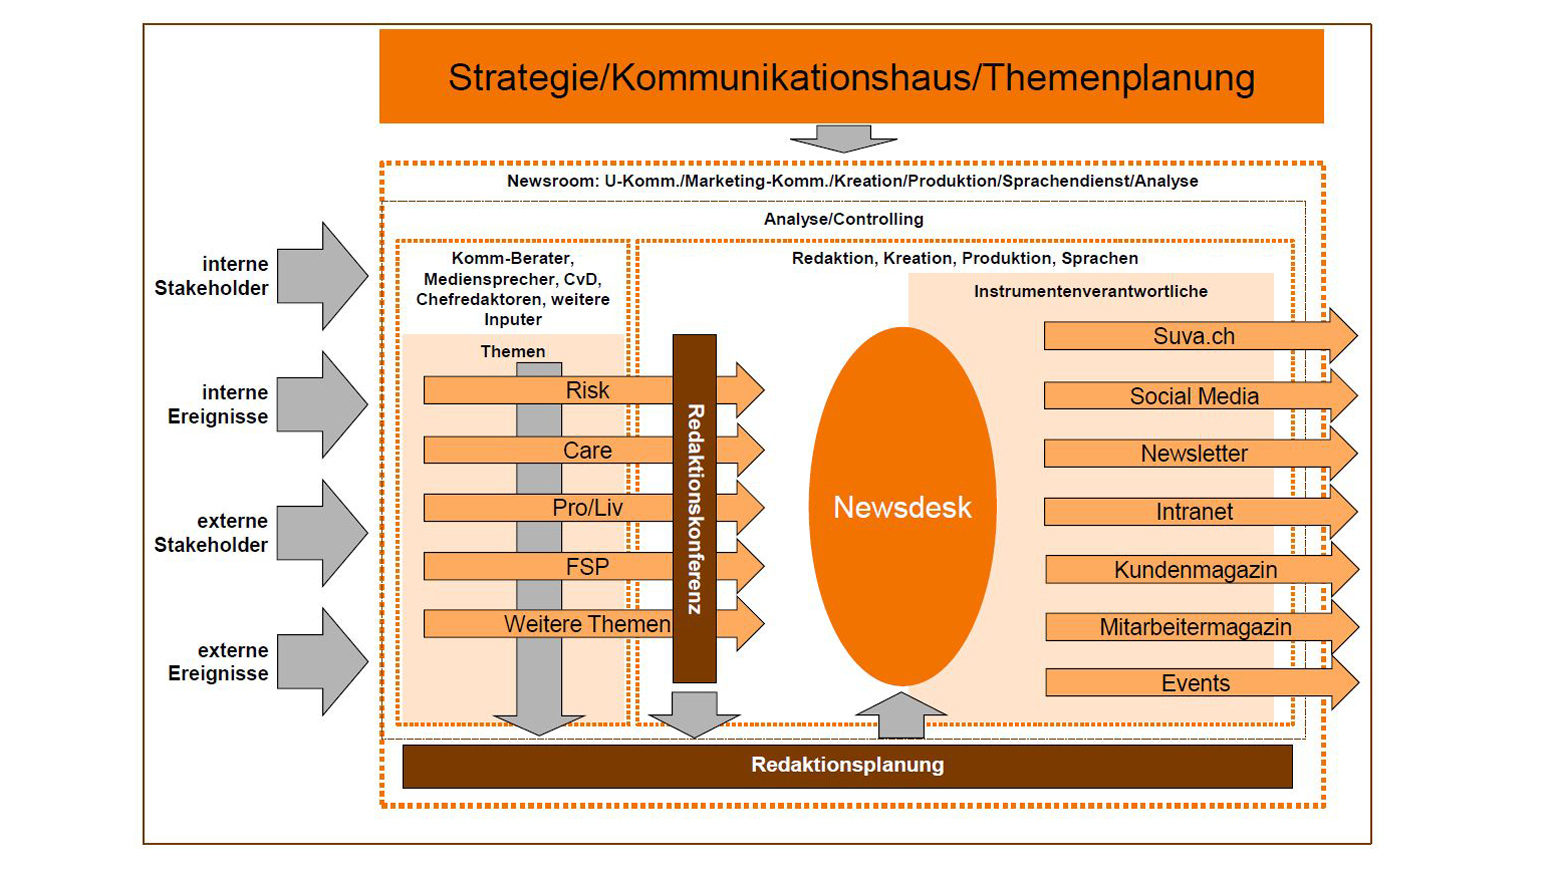 Strategie/Kommunikationshaus/Themenplanung
Newsroom: U-Komm./Marketing-Komm./Kreation/Produktion/Sprachendienst/Analyse
Analyse/Controlling
interne
Stakeholder
interne
Ereignisse
externe
Stakeholder
externe
Ereignisse
Komm-Berater,
Mediensprecher, CvD,
Chefredaktoren, weitere
Inputer
Themen
Risk
Care
Pro/Liv
FSP
Weitere Themen
Redaktionskonferenz
Redaktion, Kreation, Produktion, Sprachen
Newsdesk
Instrumentenverantwortliche
Suva.ch
Social Media
Newsletter
Intranet
Kundenmagazin
Mitarbeitermagazin
Events
Redaktionsplanung